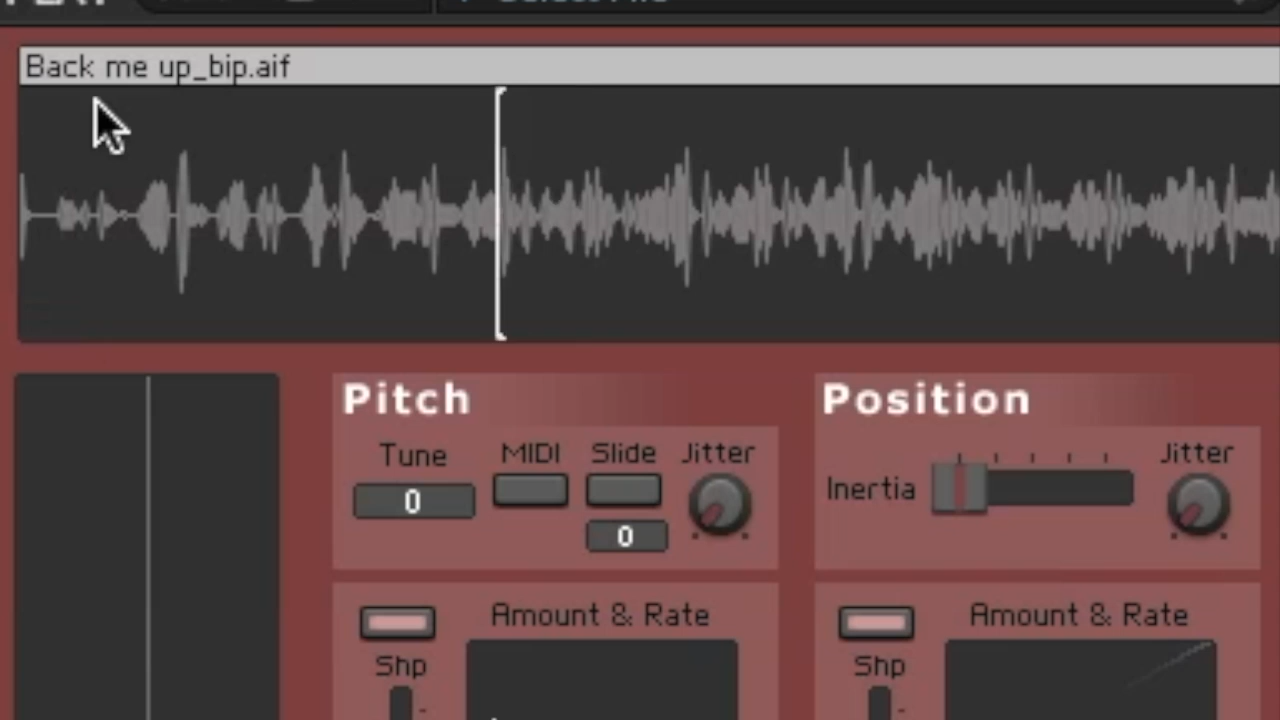 Back me up_bip.aif
Pitch
Position
Tune MIDI Slide Jitter
0
0
Inertia
Jitter
Amount & Rate
Shp
Amount & Rate
Shp